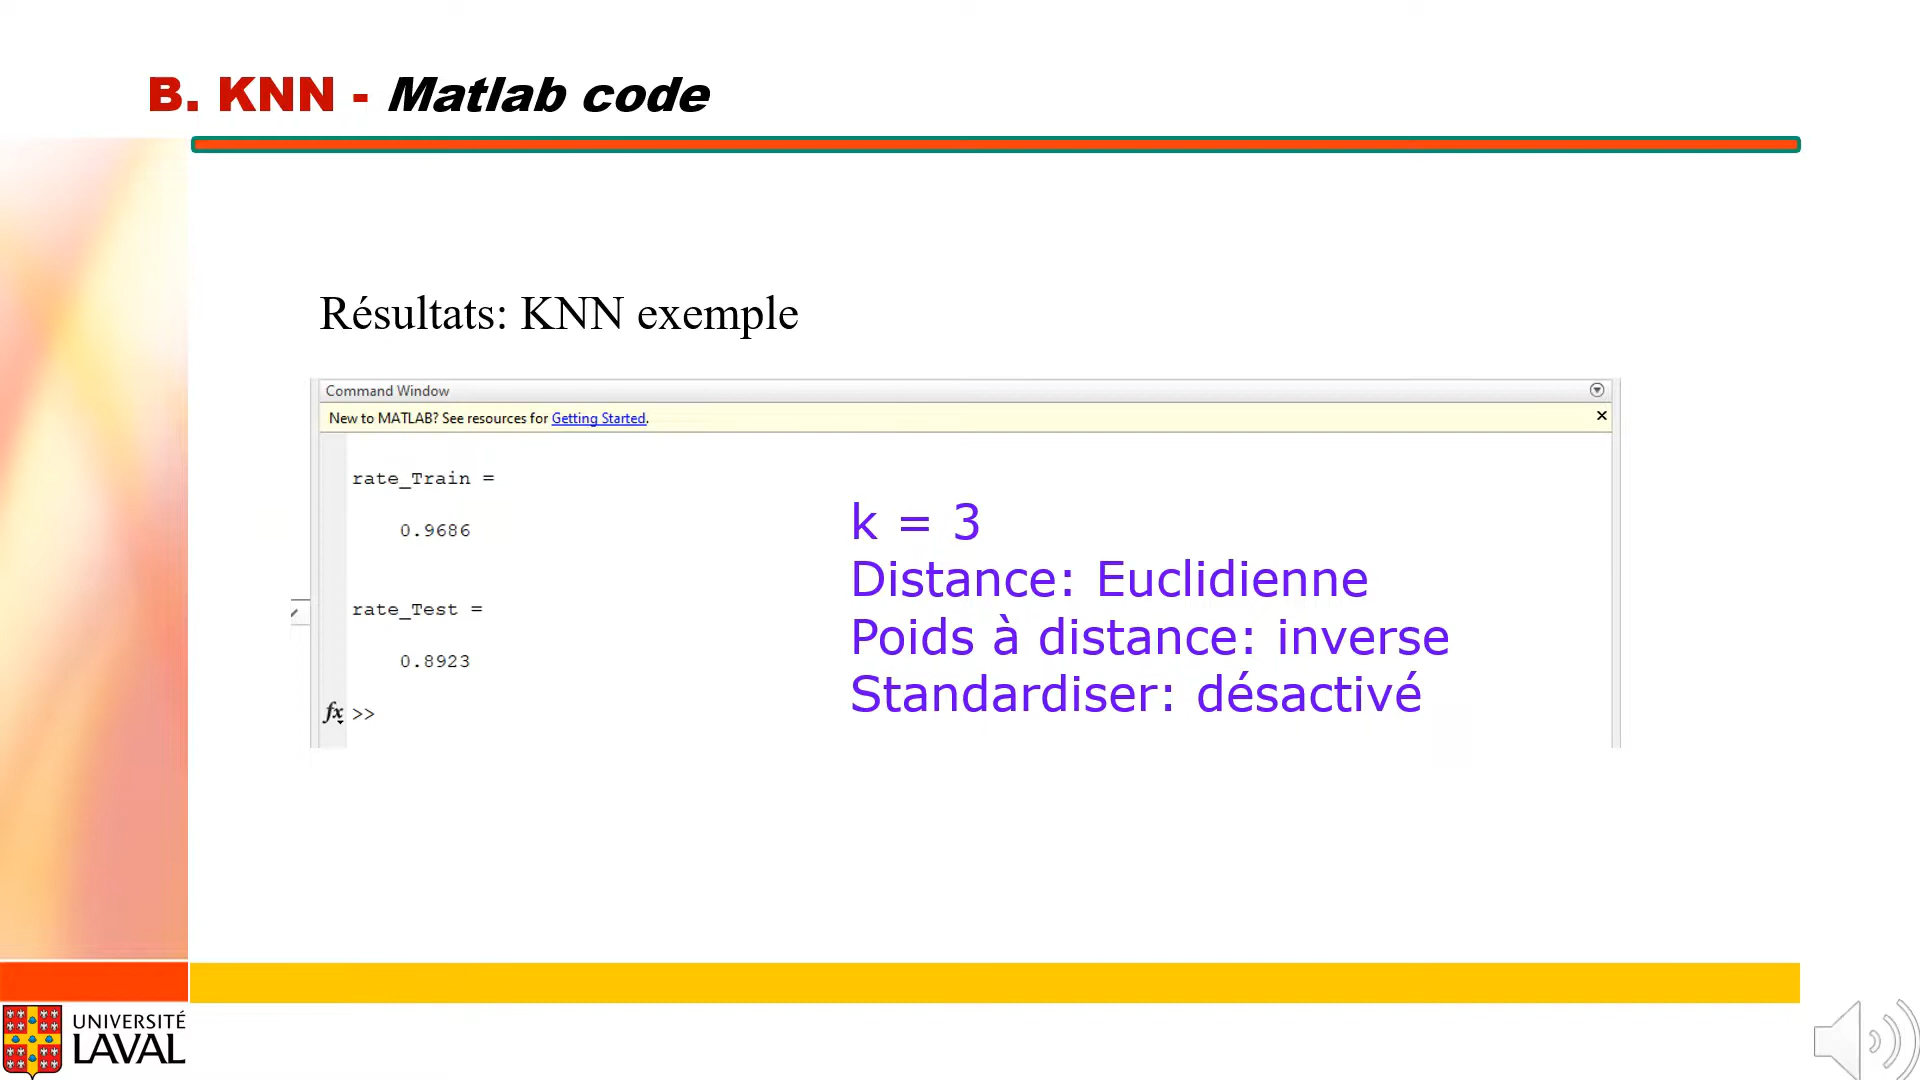 B. KNN - Matlab code
Résultats: KNN exemple
Command Window
New to MATLAB? See resources for Getting Started.
rate_Train =
0.9686
rate_Test =
0.8923
fx >>
k = 3
Distance: Euclidienne
Poids à distance: inverse
Standardiser: désactivé
UNIVERSITÉ
LAVAL